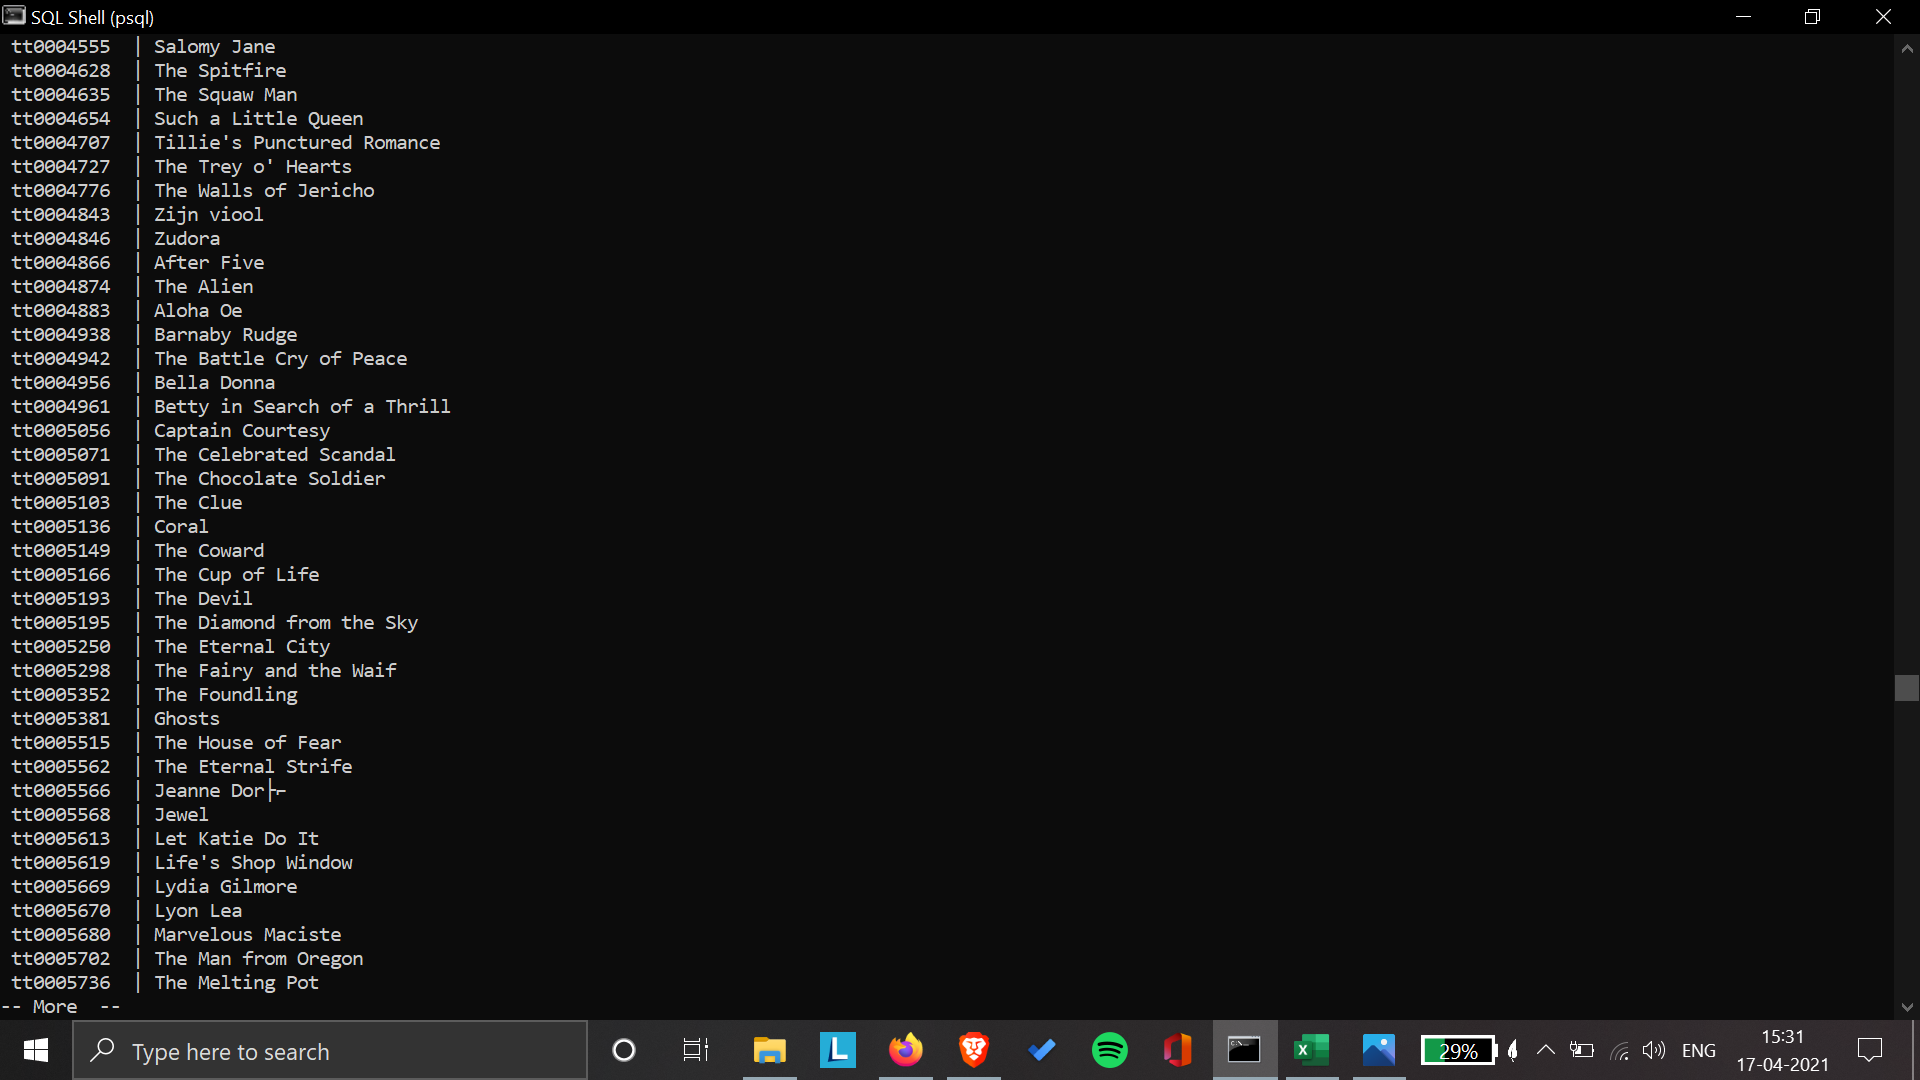 SQL Shell (psql)
tt0004555 | Salomy Jane
tt0004628 | The Spitfire
tt0004635 | The Squaw Man
tt0004654 | Such a Little Queen
tt0004707 | Tillie's Punctured Romance
tt0004727 | The Trey o' Hearts
tt0004776 | The Walls of Jericho
tt0004843 | Zijn viool
tt0004846 | Zudora
tt0004866 | After Five
tt0004874 | The Alien
tt0004883 | Aloha Oe
tt0004938 | Barnaby Rudge
tt0004942 | The Battle Cry of Peace
tt0004956 | Bella Donna
tt0004961 | Betty in Search of a Thrill
tt0005056 | Captain Courtesy
tt0005071 | The Celebrated Scandal
tt0005091 | The Chocolate Soldier
tt0005103 | The Clue
tt0005136 | Coral
tt0005149 | The Coward
tt0005166 | The Cup of Life
tt0005193 | The Devil
tt0005195 | The Diamond from the Sky
tt0005250 | The Eternal City
tt0005298 | The Fairy and the Waif
tt0005352 | The Foundling
tt0005381 | Ghosts
tt0005515 | The House of Fear
tt0005562 | The Eternal Strife
tt0005566 | Jeanne Dor├⌐
tt0005568 | Jewel
tt0005613 | Let Katie Do It
tt0005619 | Life's Shop Window
tt0005669 | Lydia Gilmore
tt0005670 | Lyon Lea
tt0005680 | Marvelous Maciste
tt0005702 | The Man from Oregon
tt0005736 | The Melting Pot
-- More --
Type here to search
L
29%
ENG
15:31
17-04-2021